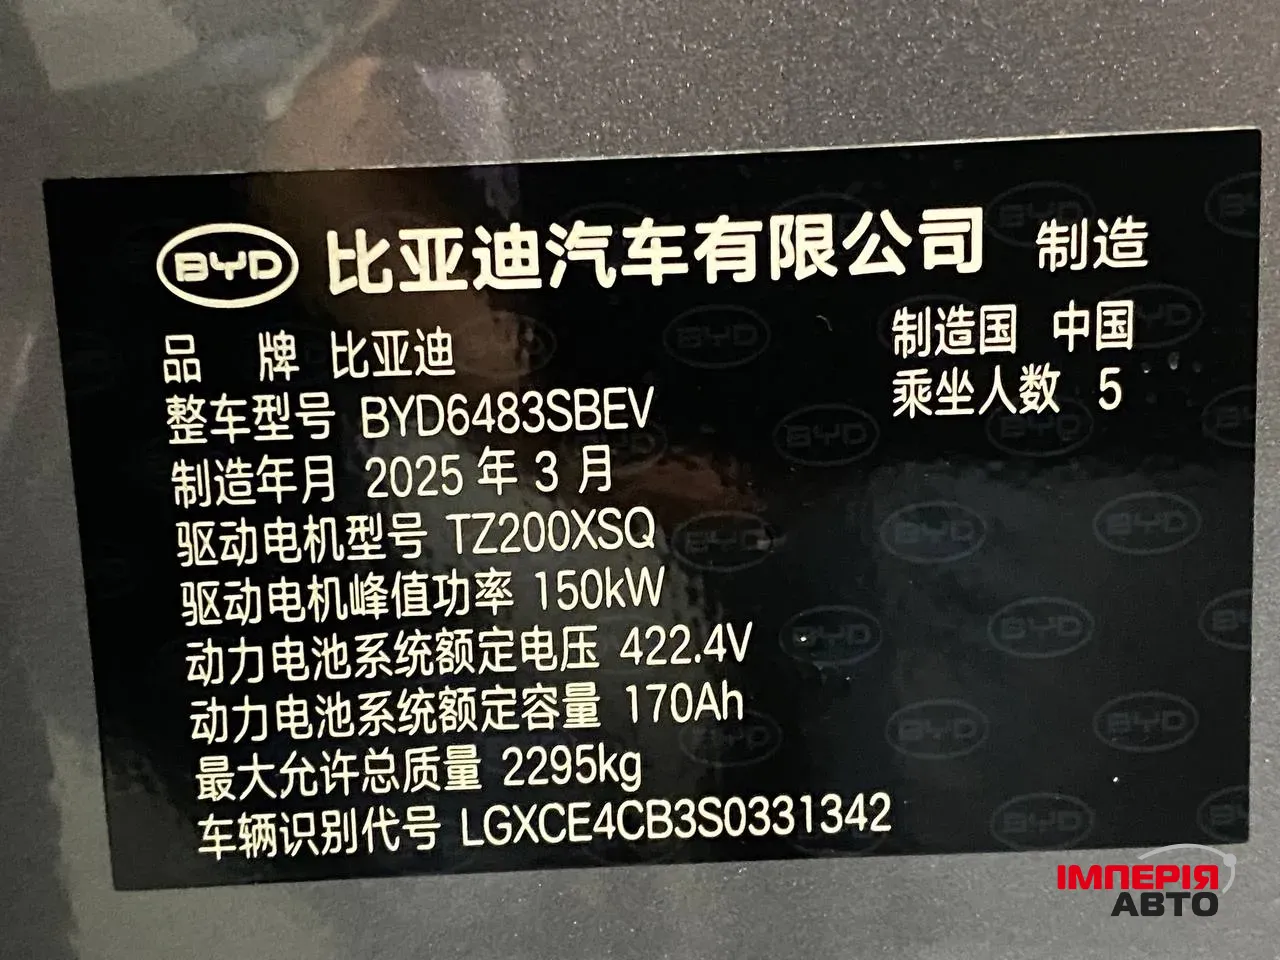 BYD 比亚迪汽车有限公司 制造
品 牌 比亚迪
制造国 中国
整车型号 BYD6483SBEV
乘坐人数 5
制造年月 2025 年 3 月
驱动电机型号 TZ200XSQ
驱动电机峰值功率 150kW
动力电池系统额定电压 422.4V
动力电池系统额定容量 170Ah
最大允许总质量 2295kg
车辆识别代号 LGXCE4CB3S0331342
ІМПЕРІЯ
АВТО